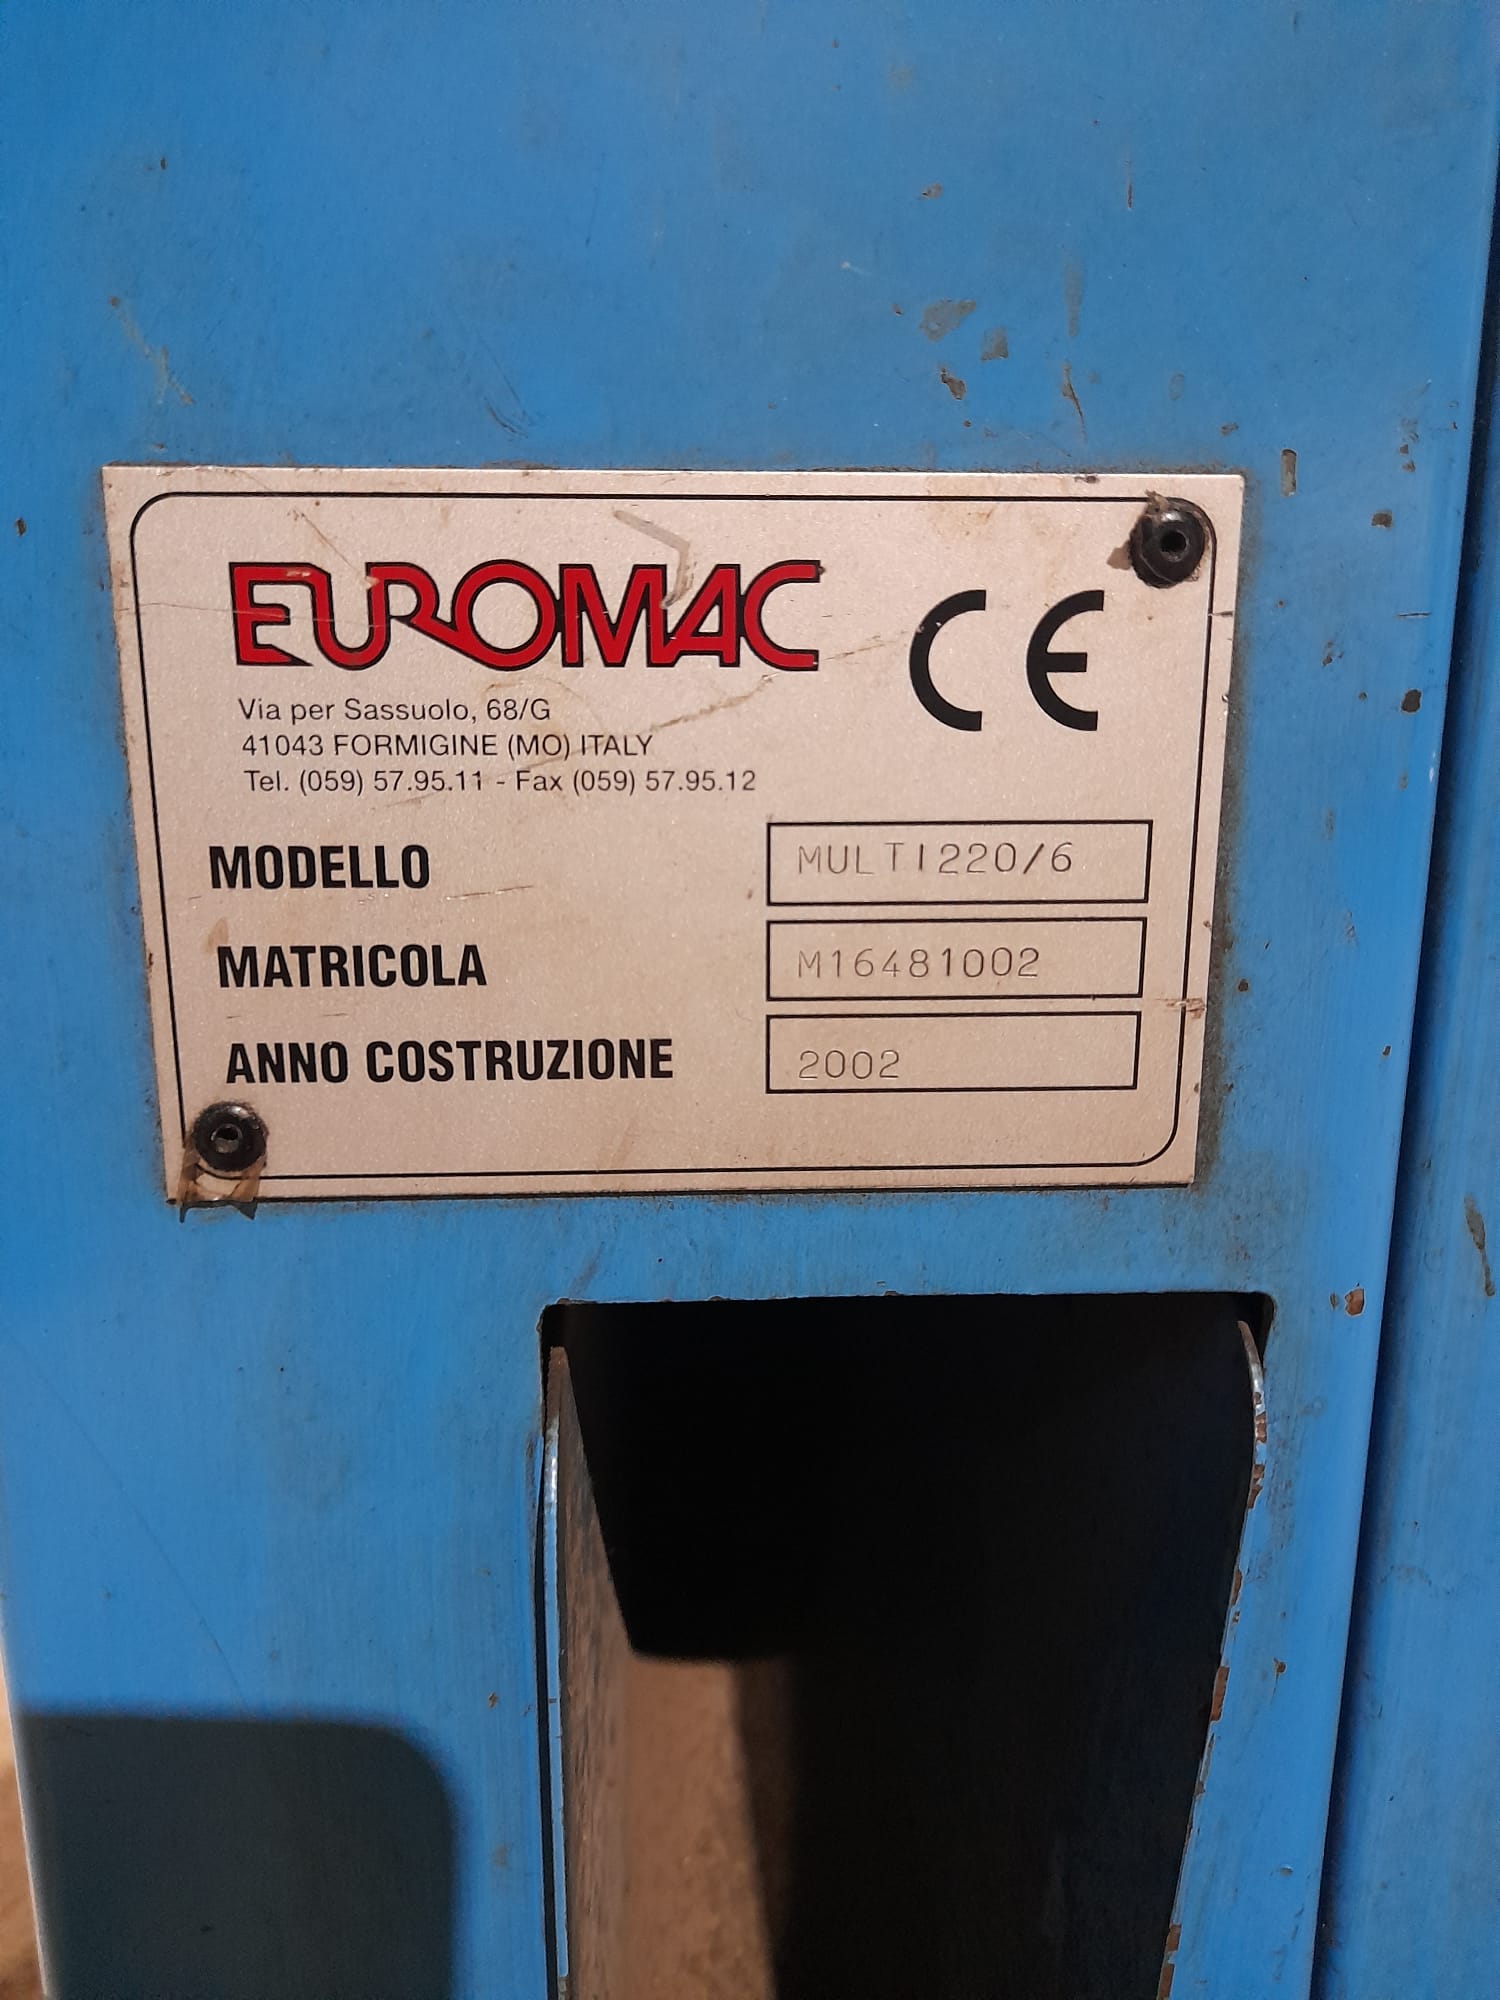 EUROMAC
CE
Via per Sassuolo, 68/G
41043 FORMIGINE (MO) ITALY
Tel. (059) 57.95.11 - Fax (059) 57.95.12
MODELLO MULTI220/6
MATRICOLA M16481002
ANNO COSTRUZIONE 2002